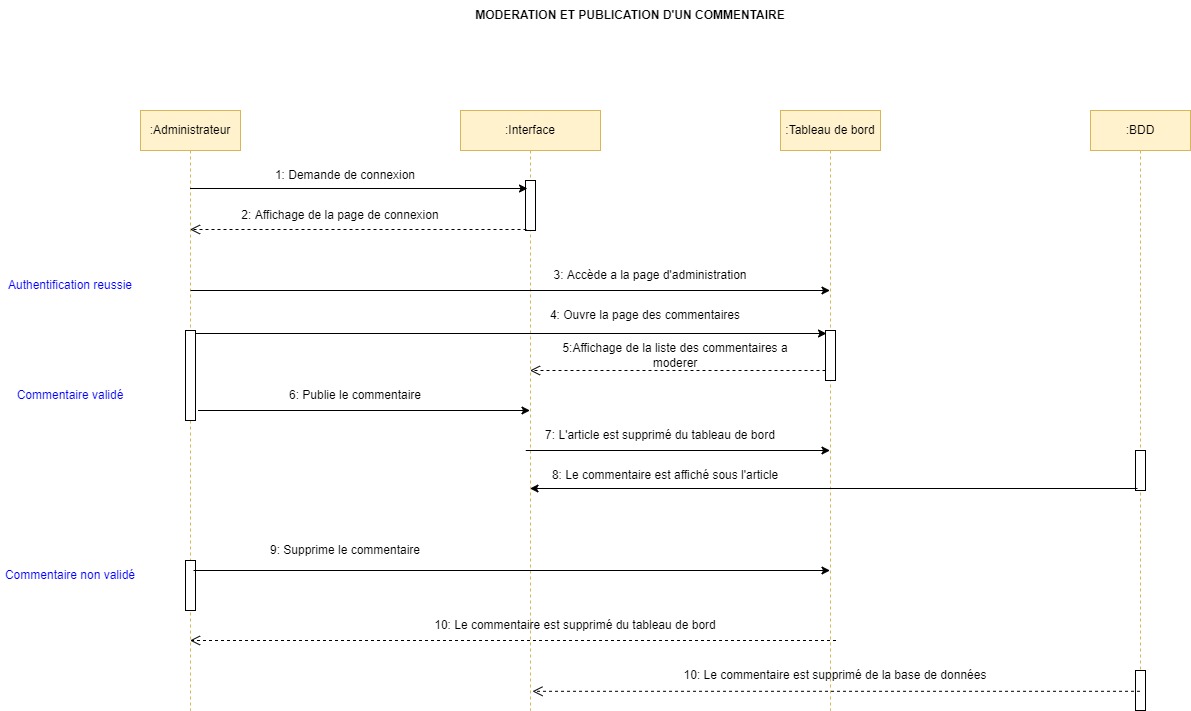 MODERATION ET PUBLICATION D'UN COMMENTAIRE
:Administrateur
:Interface
:Tableau de bord
:BDD
1: Demande de connexion
2: Affichage de la page de connexion
Authentification reussie
3: Accède a la page d'administration
4: Ouvre la page des commentaires
5:Affichage de la liste des commentaires a
moderer
Commentaire validé
6: Publie le commentaire
7: L'article est supprimé du tableau de bord
8: Le commentaire est affiché sous l'article
9: Supprime le commentaire
Commentaire non validé
10: Le commentaire est supprimé du tableau de bord
10: Le commentaire est supprimé de la base de données